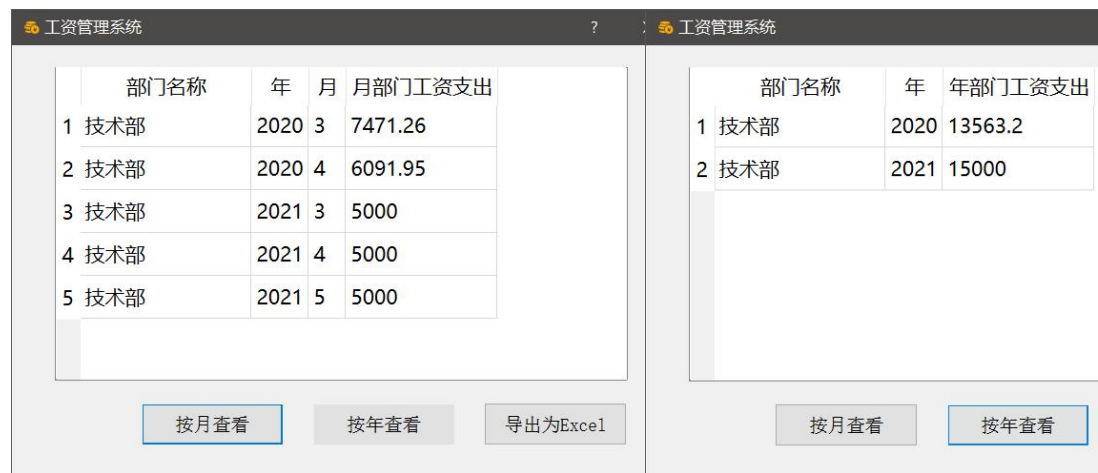 工资管理系统 ?
部门名称 年 月 月部门工资支出
1 技术部 2020 3 7471.26
2 技术部 2020 4 6091.95
3 技术部 2021 3 5000
4 技术部 2021 4 5000
5 技术部 2021 5 5000
按月查看 按年查看 导出为Excel
工资管理系统
部门名称 年 年部门工资支出
1 技术部 2020 13563.2
2 技术部 2021 15000
按月查看 按年查看